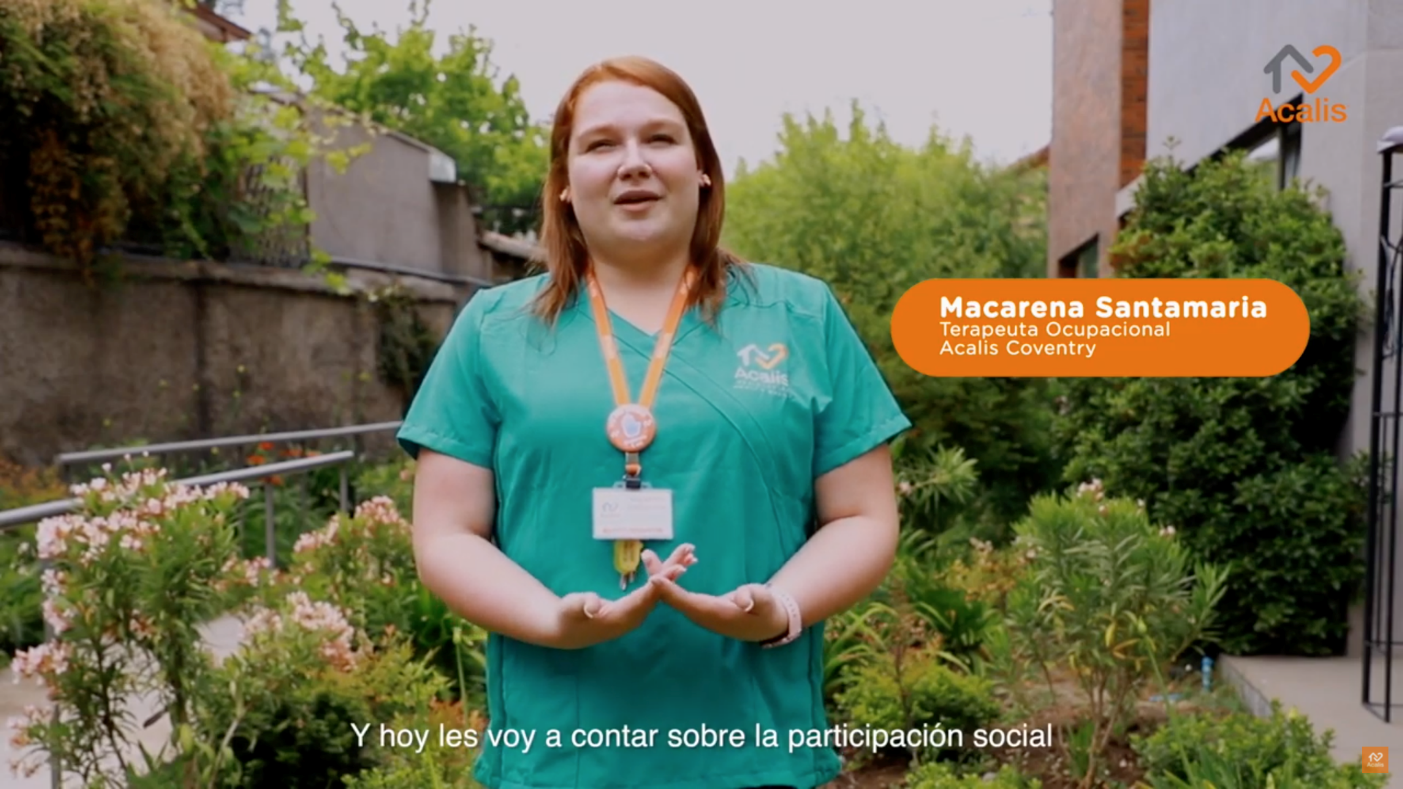 Acalis
Macarena Santamaria
Terapeuta Ocupacional
Acalis Coventry
Acalis
Y hoy les voy a contar sobre la participación social